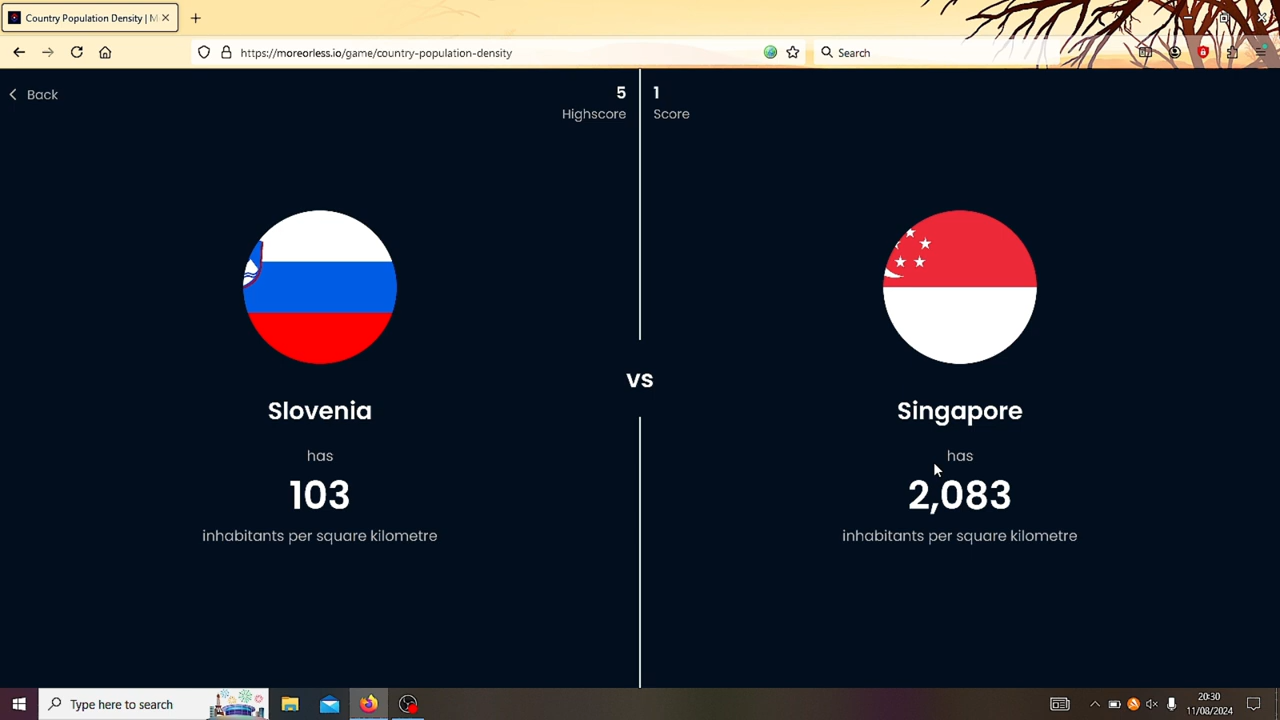 Country Population Density | M
https://moreorless.io/game/country-population-density
Search
Back
5
Highscore
1
Score
vs
Slovenia
has
103
inhabitants per square kilometre
Singapore
has
2,083
inhabitants per square kilometre
Type here to search
20:30
11/08/2024